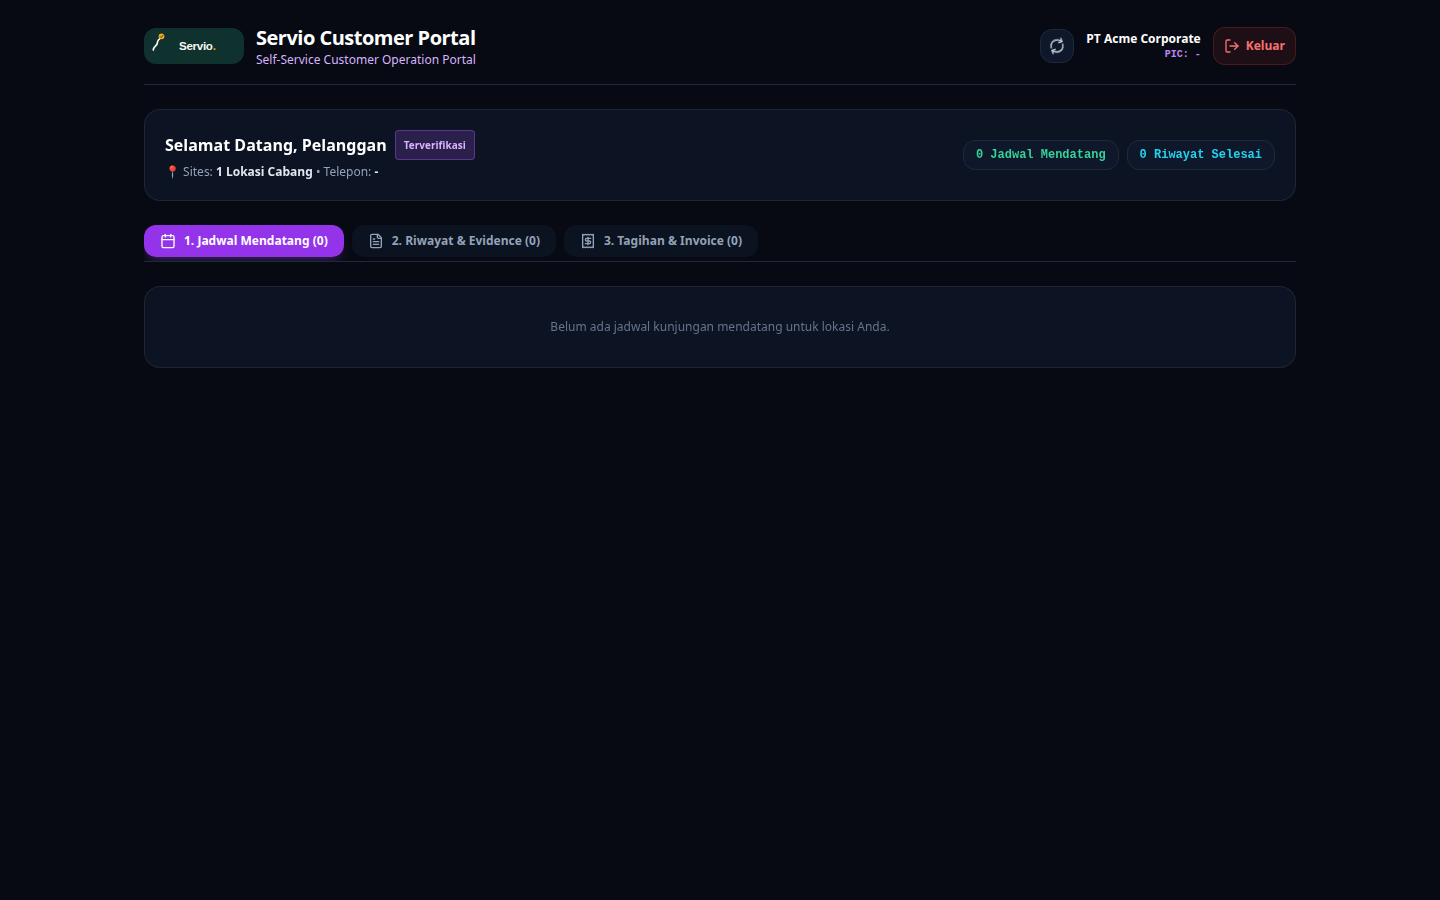 Servio.
Servio Customer Portal
Self-Service Customer Operation Portal
PT Acme Corporate
PIC: -
Keluar
Selamat Datang, Pelanggan
Terverifikasi
📍 Sites: 1 Lokasi Cabang • Telepon: -
0 Jadwal Mendatang
0 Riwayat Selesai
1. Jadwal Mendatang (0)
2. Riwayat & Evidence (0)
3. Tagihan & Invoice (0)
Belum ada jadwal kunjungan mendatang untuk lokasi Anda.